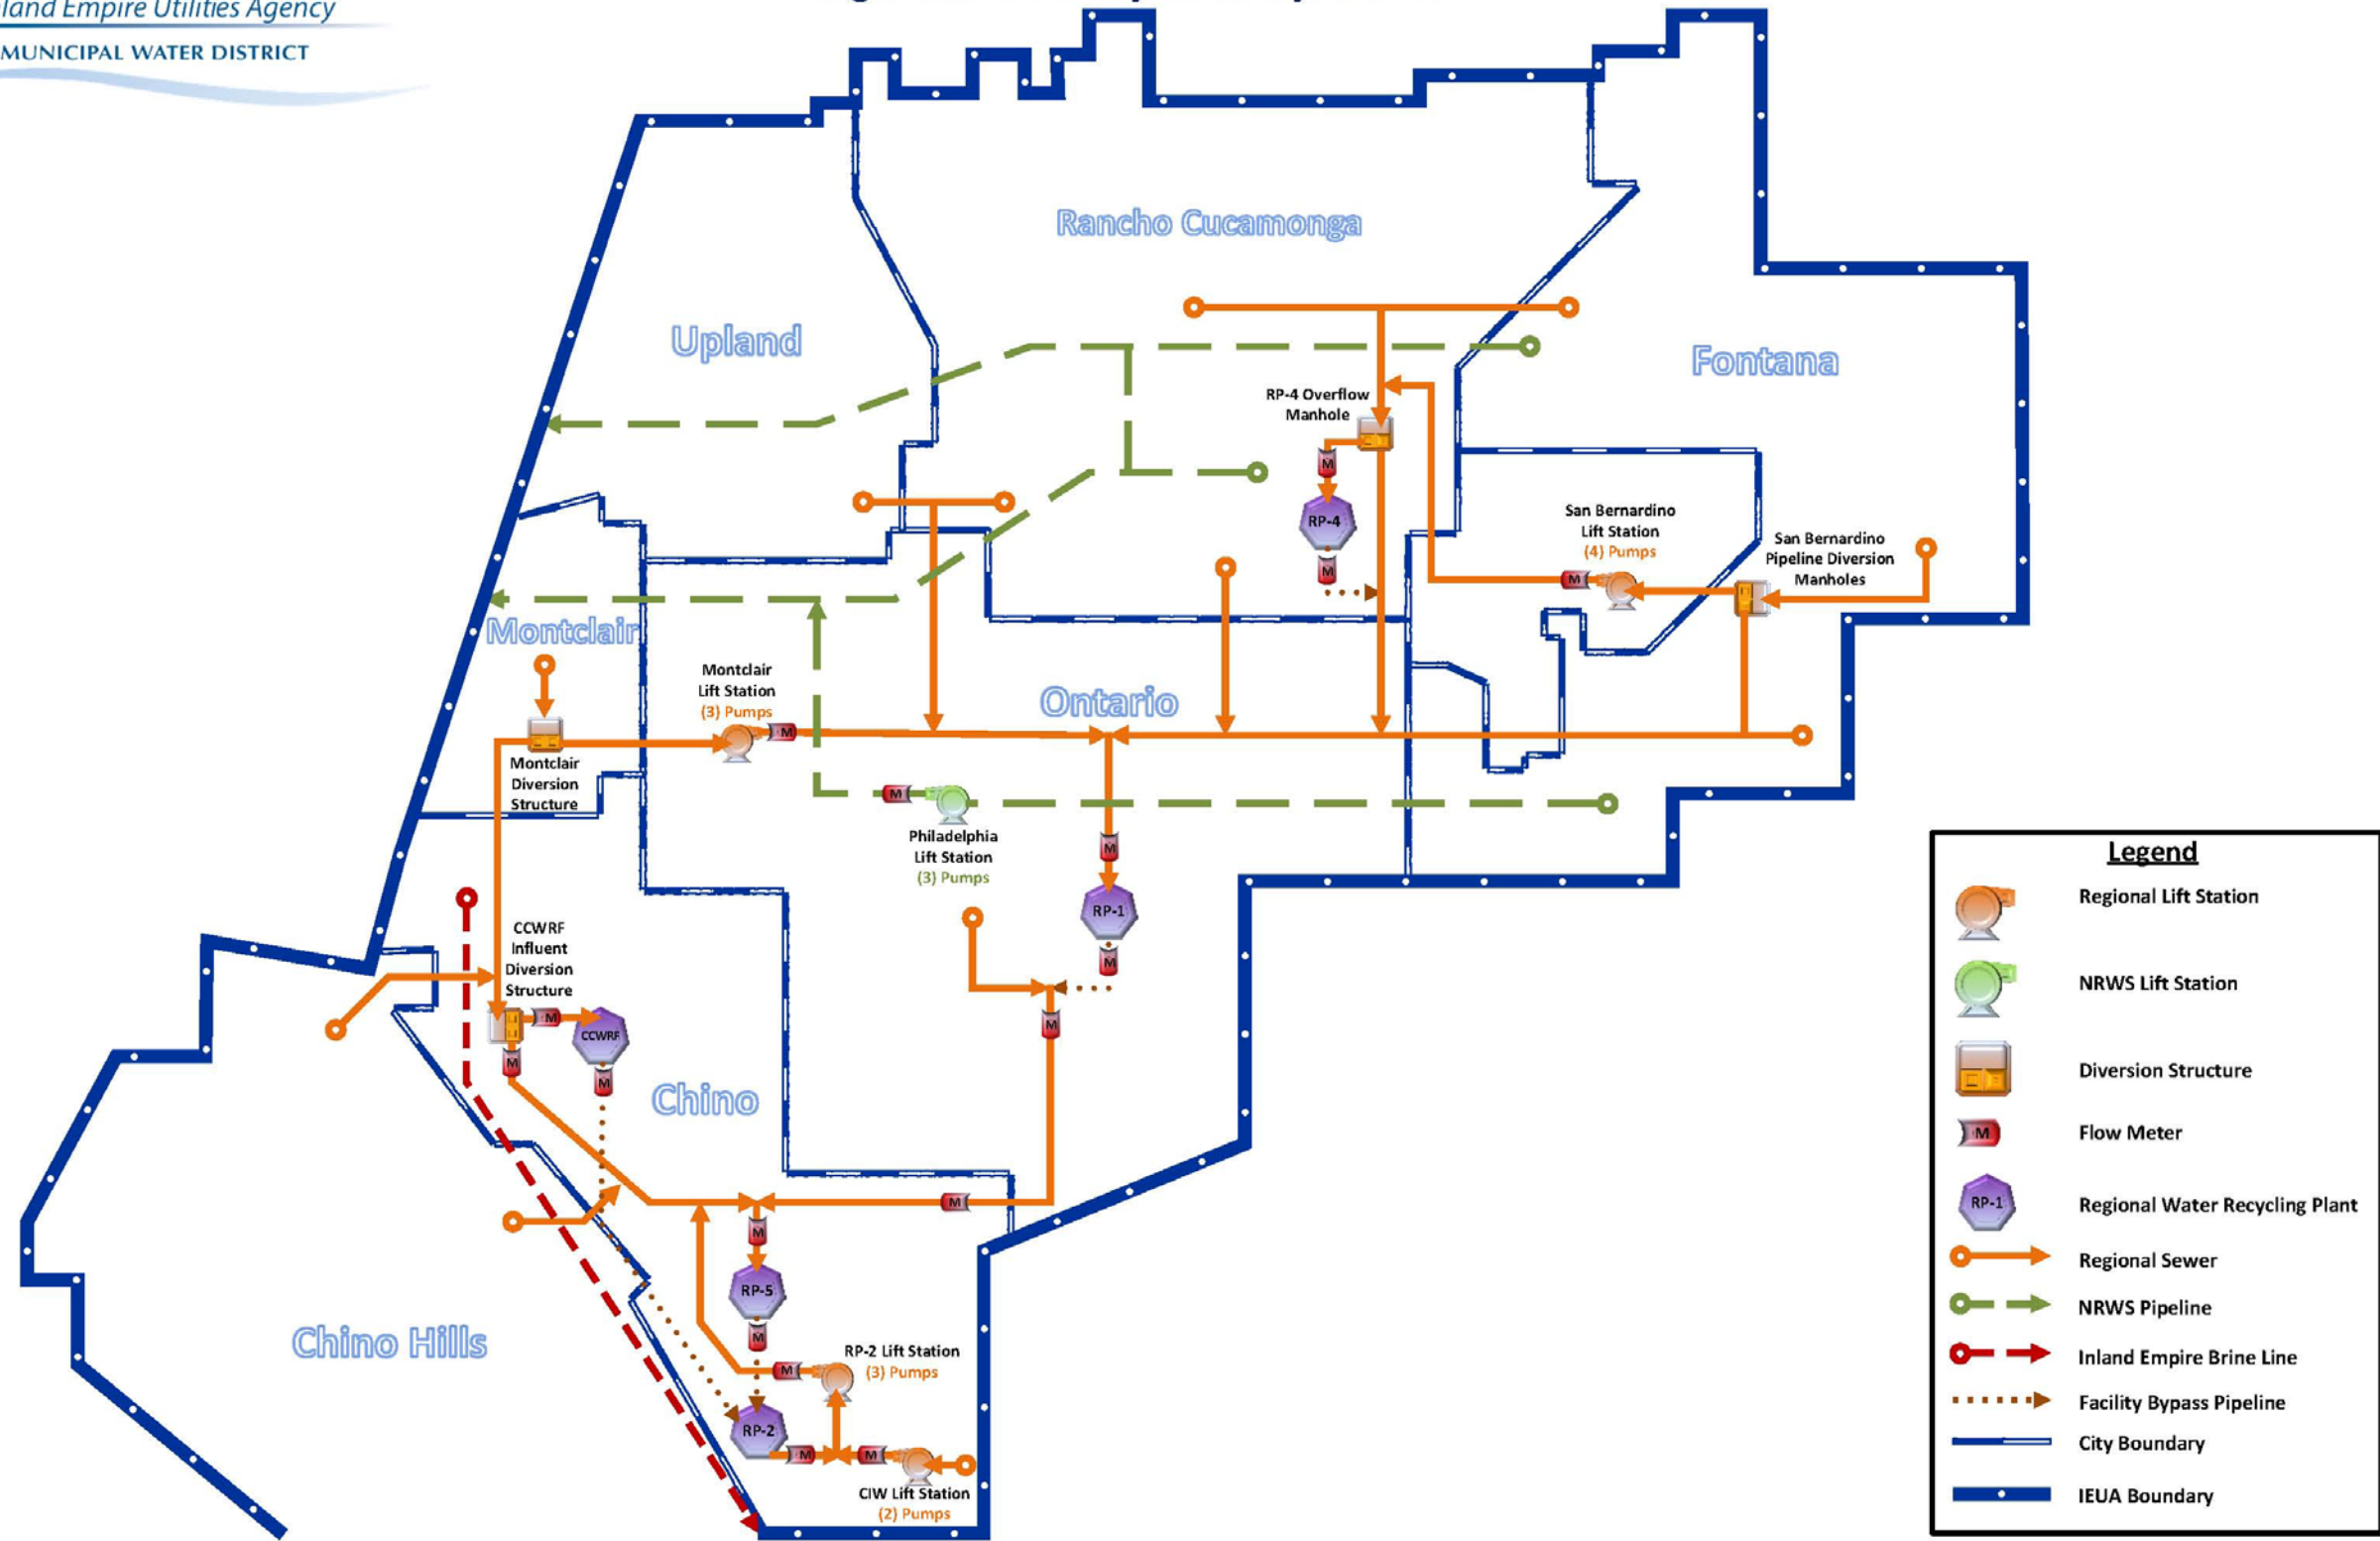 Inland Empire Utilities Agency
MUNICIPAL WATER DISTRICT
Rancho Cucamonga
Upland
Fontana
RP-4 Overflow
Manhole
M
RP-4
M
San Bernardino
Lift Station
(4) Pumps
M
San Bernardino
Pipeline Diversion
Manholes
Montclair
Montclair
Lift Station
(3) Pumps
M
Ontario
Montclair
Diversion
Structure
M
Philadelphia
Lift Station
(3) Pumps
M
RP-1
M
CCWRF
Influent
Diversion
Structure
M
CCWRF
M
M
M
Chino
M
M
RP-5
M
Chino Hills
RP-2 Lift Station
(3) Pumps
M
RP-2
M
M
CIW Lift Station
(2) Pumps
Legend
Regional Lift Station
NRWS Lift Station
Diversion Structure
M
Flow Meter
RP-1
Regional Water Recycling Plant
Regional Sewer
NRWS Pipeline
Inland Empire Brine Line
Facility Bypass Pipeline
City Boundary
IEUA Boundary